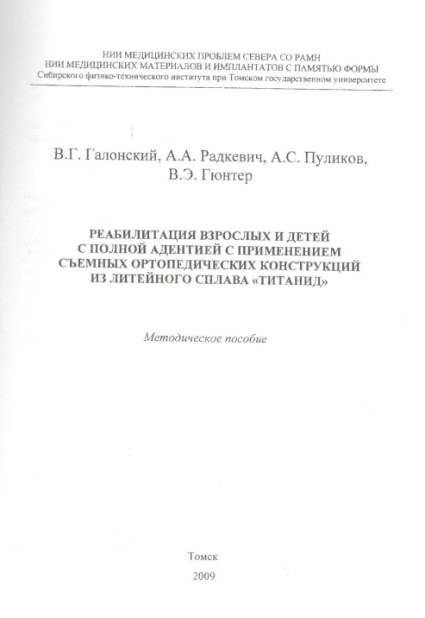 НИИ МЕДИЦИНСКИХ ПРОБЛЕМ СЕВЕРА СО РАМН
НИИ МЕДИЦИНСКИХ МАТЕРИАЛОВ И ИМПЛАНТАТОВ С ПАМЯТЬЮ ФОРМЫ
Сибирского физико-технического института при Томском государственном университете
В.Г. Галонский, А.А. Радкевич, А.С. Пуликов,
В.Э. Гюнтер
РЕАБИЛИТАЦИЯ ВЗРОСЛЫХ И ДЕТЕЙ
С ПОЛНОЙ АДЕНТИЕЙ С ПРИМЕНЕНИЕМ
СЪЕМНЫХ ОРТОПЕДИЧЕСКИХ КОНСТРУКЦИЙ
ИЗ ЛИТЕЙНОГО СПЛАВА «ТИТАНИД»
Методическое пособие
Томск
2009